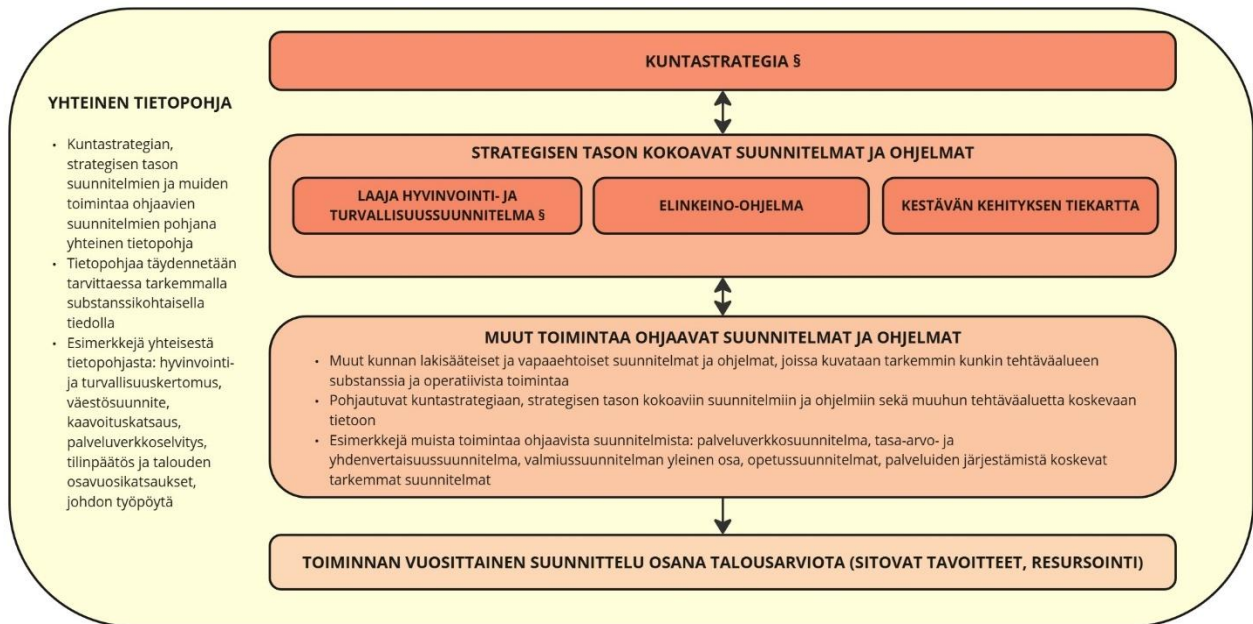 YHTEINEN TIETOPOHJA
• Kuntastrategian,
strategisen tason
suunnitelmien ja muiden
toimintaa ohjaavien
suunnitelmien pohjana
yhteinen tietopohja
• Tietopohjaa täydennetään
tarvittaessa tarkemmalla
substanssikohtaisella
tiedolla
• Esimerkkejä yhteisestä
tietopohjasta: hyvinvointi-
ja turvallisuuskertomus,
väestösuunnite,
kaavoituskatsaus,
palveluverkkoselvitys,
tilinpäätös ja talouden
osavuosikatsaukset,
johdon työpöytä
KUNTASTRATEGIA §
STRATEGISEN TASON KOKOAVAT SUUNNITELMAT JA OHJELMAT
LAAJA HYVINVOINTI- JA
TURVALLISUUSSUUNNITELMA §
ELINKEINO-OHJELMA
KESTÄVÄN KEHITYKSEN TIEKARTTA
MUUT TOIMINTAA OHJAAVAT SUUNNITELMAT JA OHJELMAT
• Muut kunnan lakisääteiset ja vapaaehtoiset suunnitelmat ja ohjelmat, joissa kuvataan tarkemmin kunkin tehtäväalueen
substanssia ja operatiivista toimintaa
• Pohjautuvat kuntastrategiaan, strategisen tason kokoaviin suunnitelmiin ja ohjelmiin sekä muuhun tehtäväaluetta koskevaan
tietoon
• Esimerkkejä muista toimintaa ohjaavista suunnitelmista: palveluverkkosuunnitelma, tasa-arvo- ja
yhdenvertaisuussuunnitelma, valmiussuunnitelman yleinen osa, opetussuunnitelmat, palveluiden järjestämistä koskevat
tarkemmat suunnitelmat
TOIMINNAN VUOSITTAINEN SUUNNITTELU OSANA TALOUSARVIOTA (SITOVAT TAVOITTEET, RESURSOINTI)